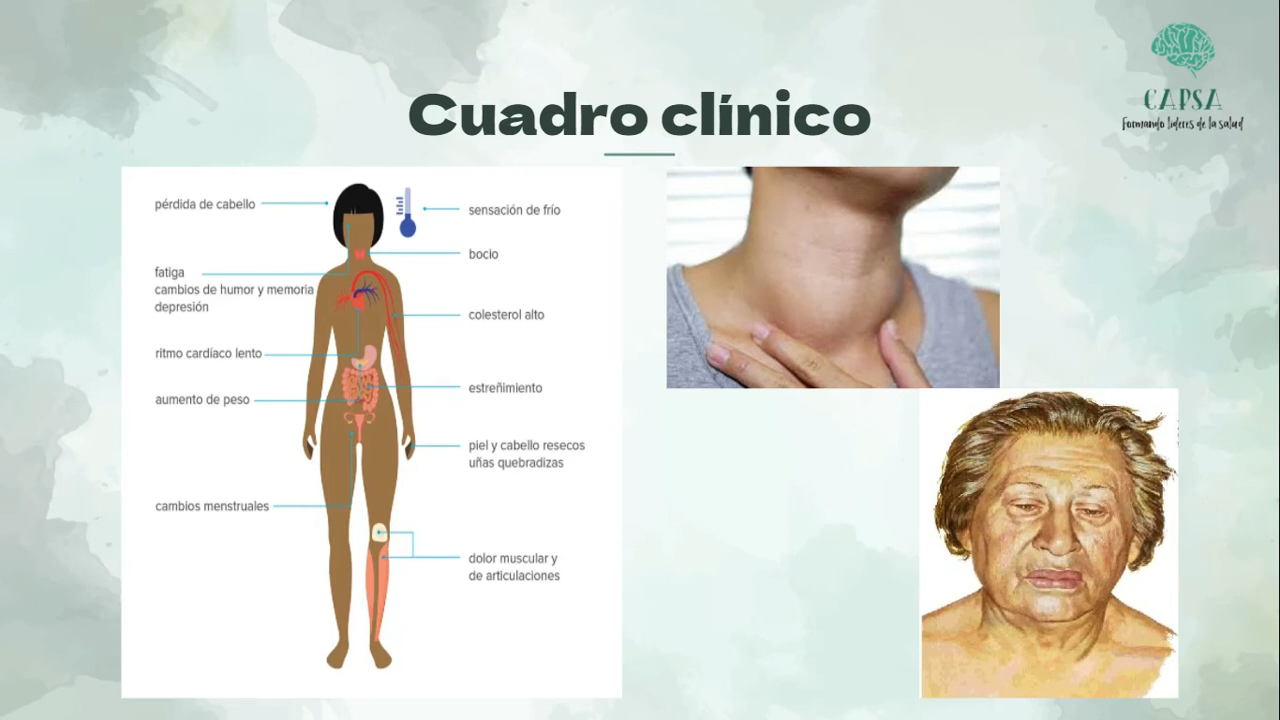 CAPSA
Formando líderes de la salud
Cuadro clínico
pérdida de cabello
fatiga
cambios de humor y memoria
depresión
ritmo cardíaco lento
aumento de peso
cambios menstruales
sensación de frío
bocio
colesterol alto
estreñimiento
piel y cabello resecos
uñas quebradizas
dolor muscular y
de articulaciones